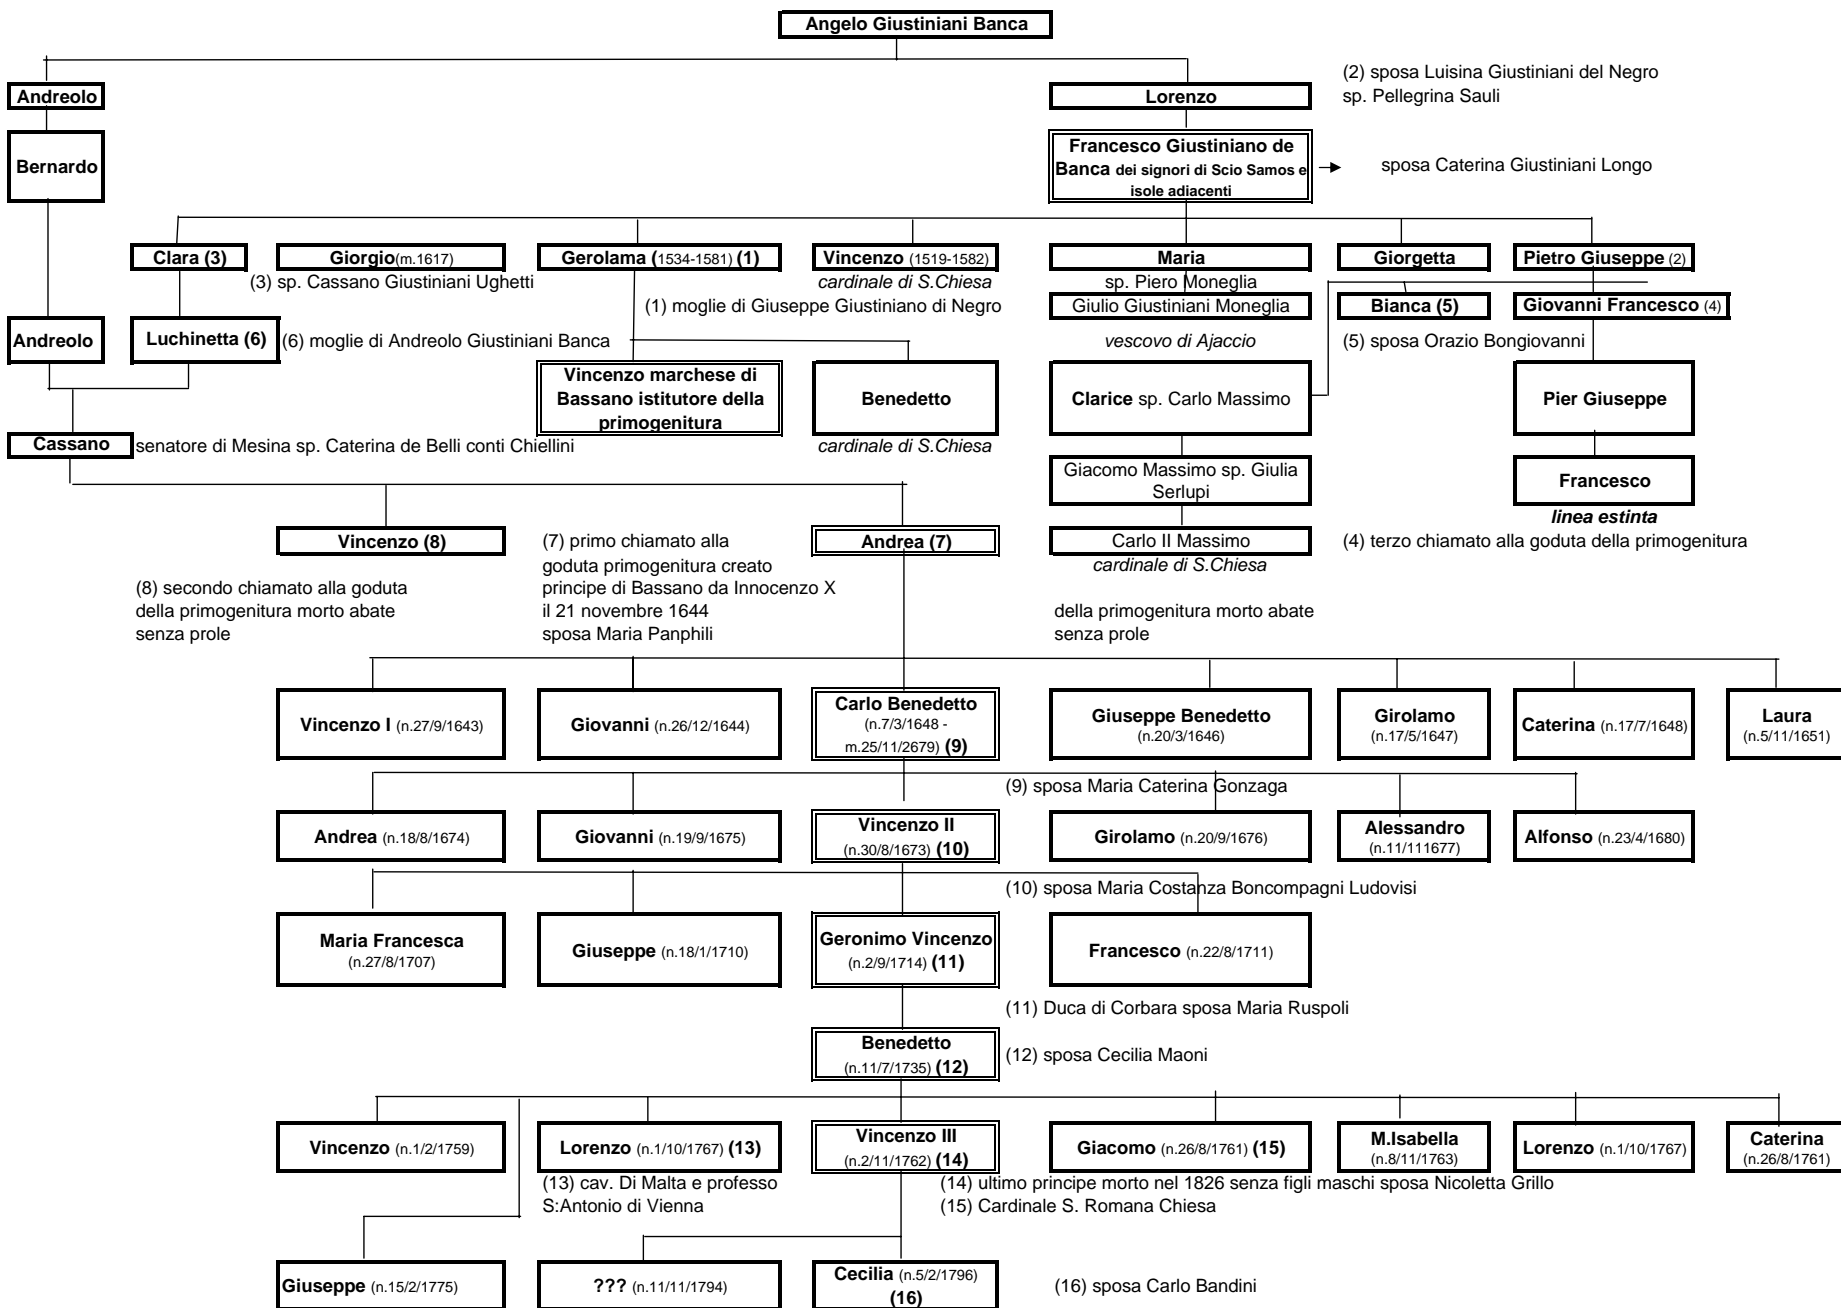 Angelo Giustiniani Banca
(2) sposa Luisina Giustiniani del Negro
sp. Pellegrina Sauli
Andreolo
Lorenzo
Bernardo
Francesco Giustiniano de
Banca dei signori di Scio Samos e
isole adiacenti
sposa Caterina Giustiniani Longo
Clara (3)
Giorgio(m.1617)
Gerolama (1534-1581) (1)
Vincenzo (1519-1582)
Maria
Giorgetta
Pietro Giuseppe (2)
(3) sp. Cassano Giustiniani Ughetti
cardinale di S.Chiesa
sp. Piero Moneglia
(1) moglie di Giuseppe Giustiniano di Negro
Giulio Giustiniani Moneglia
Bianca (5)
Giovanni Francesco (4)
Andreolo
Luchinetta (6)
(6) moglie di Andreolo Giustiniani Banca
vescovo di Ajaccio
(5) sposa Orazio Bongiovanni
Vincenzo marchese di
Bassano istitutore della
primogenitura
Benedetto
Clarice sp. Carlo Massimo
Pier Giuseppe
Cassano
senatore di Mesina sp. Caterina de Belli conti Chiellini
cardinale di S.Chiesa
Giacomo Massimo sp. Giulia
Serlupi
Francesco
linea estinta
Vincenzo (8)
(7) primo chiamato alla
goduta primogenitura creato
principe di Bassano da Innocenzo X
il 21 novembre 1644
sposa Maria Panphili
Andrea (7)
Carlo II Massimo
cardinale di S.Chiesa
(4) terzo chiamato alla goduta della primogenitura
(8) secondo chiamato alla goduta
della primogenitura morto abate
senza prole
della primogenitura morto abate
senza prole
Vincenzo I (n.27/9/1643)
Giovanni (n.26/12/1644)
Carlo Benedetto
(n.7/3/1648 -
m.25/11/2679) (9)
Giuseppe Benedetto
(n.20/3/1646)
Girolamo
(n.17/5/1647)
Caterina (n.17/7/1648)
Laura
(n.5/11/1651)
(9) sposa Maria Caterina Gonzaga
Andrea (n.18/8/1674)
Giovanni (n.19/9/1675)
Vincenzo II
(n.30/8/1673) (10)
Girolamo (n.20/9/1676)
Alessandro
(n.11/111677)
Alfonso (n.23/4/1680)
(10) sposa Maria Costanza Boncompagni Ludovisi
Maria Francesca
(n.27/8/1707)
Giuseppe (n.18/1/1710)
Geronimo Vincenzo
(n.2/9/1714) (11)
Francesco (n.22/8/1711)
(11) Duca di Corbara sposa Maria Ruspoli
Benedetto
(n.11/7/1735) (12)
(12) sposa Cecilia Maoni
Vincenzo (n.1/2/1759)
Lorenzo (n.1/10/1767) (13)
Vincenzo III
(n.2/11/1762) (14)
Giacomo (n.26/8/1761) (15)
M.Isabella
(n.8/11/1763)
Lorenzo (n.1/10/1767)
Caterina
(n.26/8/1761)
(13) cav. Di Malta e professo
S:Antonio di Vienna
(14) ultimo principe morto nel 1826 senza figli maschi sposa Nicoletta Grillo
(15) Cardinale S. Romana Chiesa
Giuseppe (n.15/2/1775)
??? (n.11/11/1794)
Cecilia (n.5/2/1796)
(16)
(16) sposa Carlo Bandini